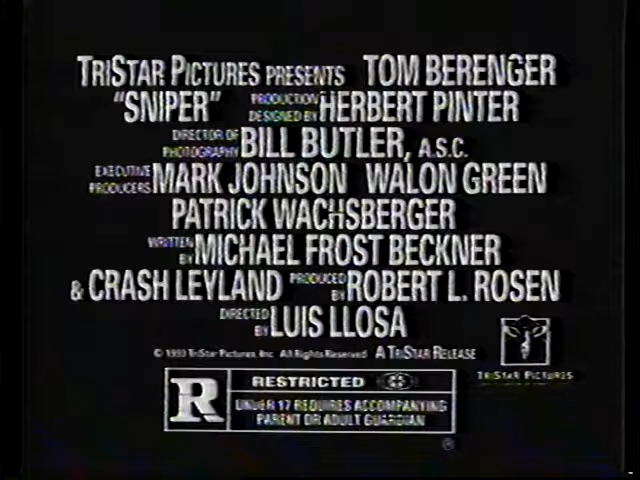 TRISTAR PICTURES PRESENTS TOM BERENGER
"SNIPER" PRODUCTION DESIGNED BY HERBERT PINTER
DIRECTOR OF PHOTOGRAPHY BILL BUTLER, A.S.C.
EXECUTIVE PRODUCERS MARK JOHNSON WALON GREEN
PATRICK WACHSBERGER
WRITTEN BY MICHAEL FROST BECKNER
& CRASH LEYLAND PRODUCED BY ROBERT L. ROSEN
DIRECTED BY LUIS LLOSA
© 1993 TriStar Pictures, Inc. All Rights Reserved A TRISTAR RELEASE
TRISTAR PICTURES
R RESTRICTED
UNDER 17 REQUIRES ACCOMPANYING
PARENT OR ADULT GUARDIAN
®